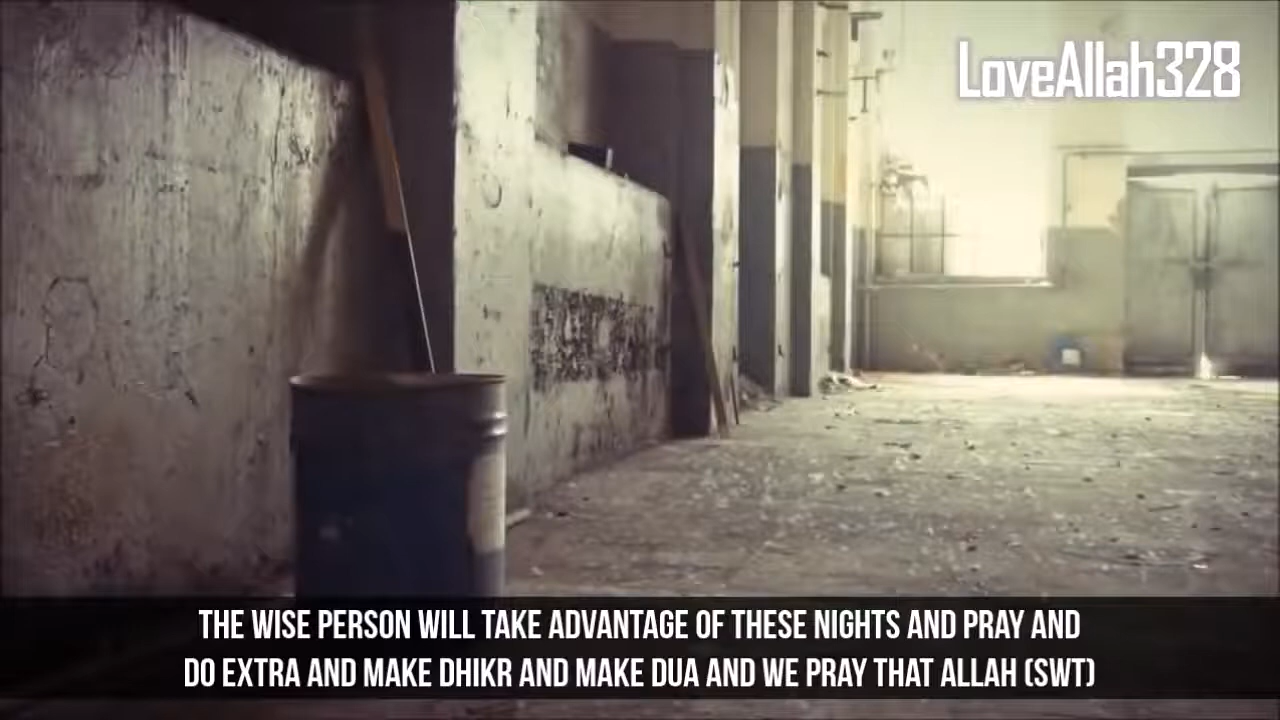 LoveAllah328
THE WISE PERSON WILL TAKE ADVANTAGE OF THESE NIGHTS AND PRAY AND
DO EXTRA AND MAKE DHIKR AND MAKE DUA AND WE PRAY THAT ALLAH (SWT)